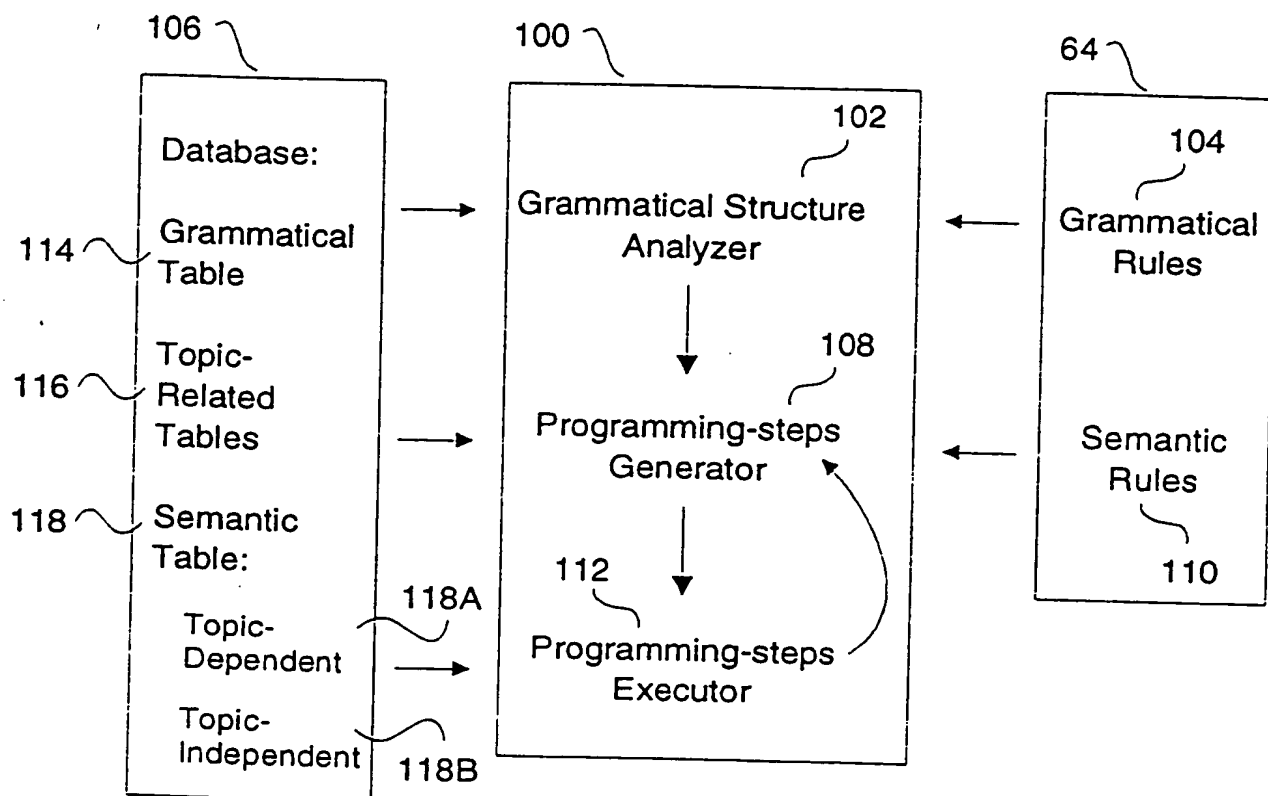 106
100
64
Database:
Grammatical
Table
114
Topic-
Related
Tables
116
Semantic
Table:
118
Topic-
Dependent
118A
Topic-
Independent
118B
102
Grammatical Structure
Analyzer
108
Programming-steps
Generator
112
Programming-steps
Executor
104
Grammatical
Rules
Semantic
Rules
110